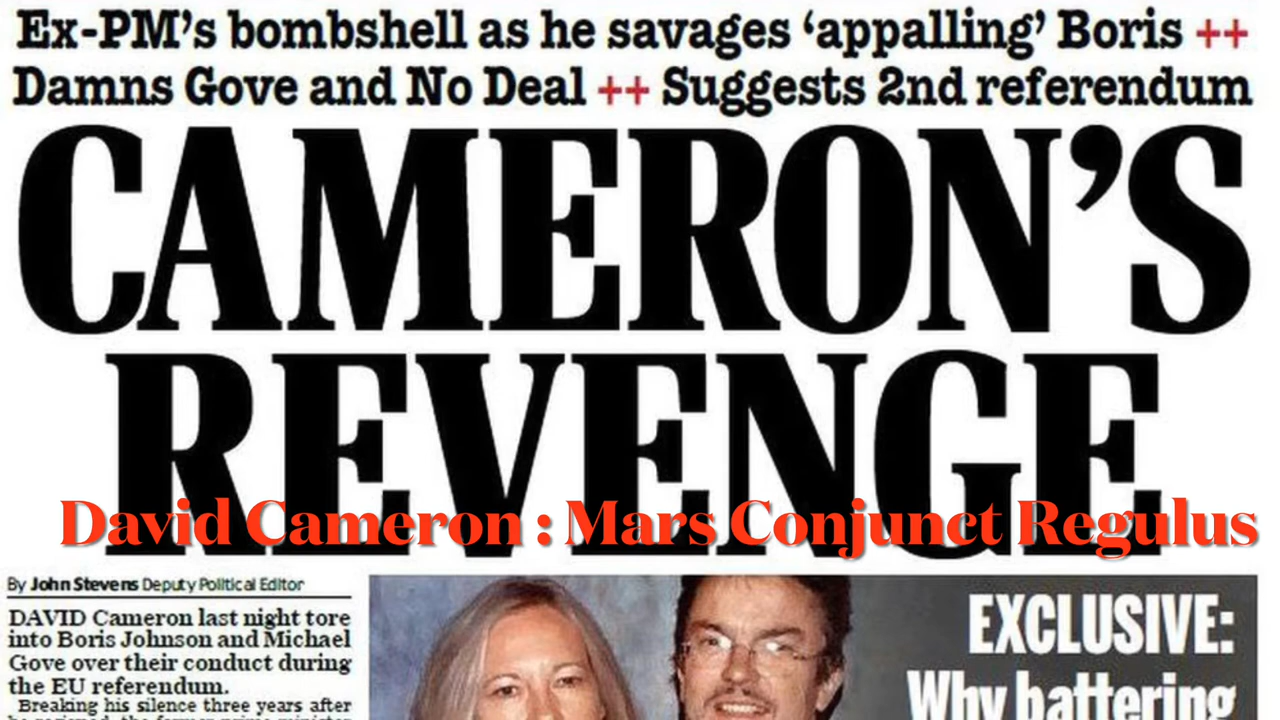 Ex-PM’s bombshell as he savages ‘appalling’ Boris ++
Damns Gove and No Deal ++ Suggests 2nd referendum
CAMERON’S
REVENGE
David Cameron : Mars Conjunct Regulus
By John Stevens Deputy Political Editor
DAVID Cameron last night tore
into Boris Johnson and Michael
Gove over their conduct during
the EU referendum.
Breaking his silence three years after
EXCLUSIVE:
Why battering